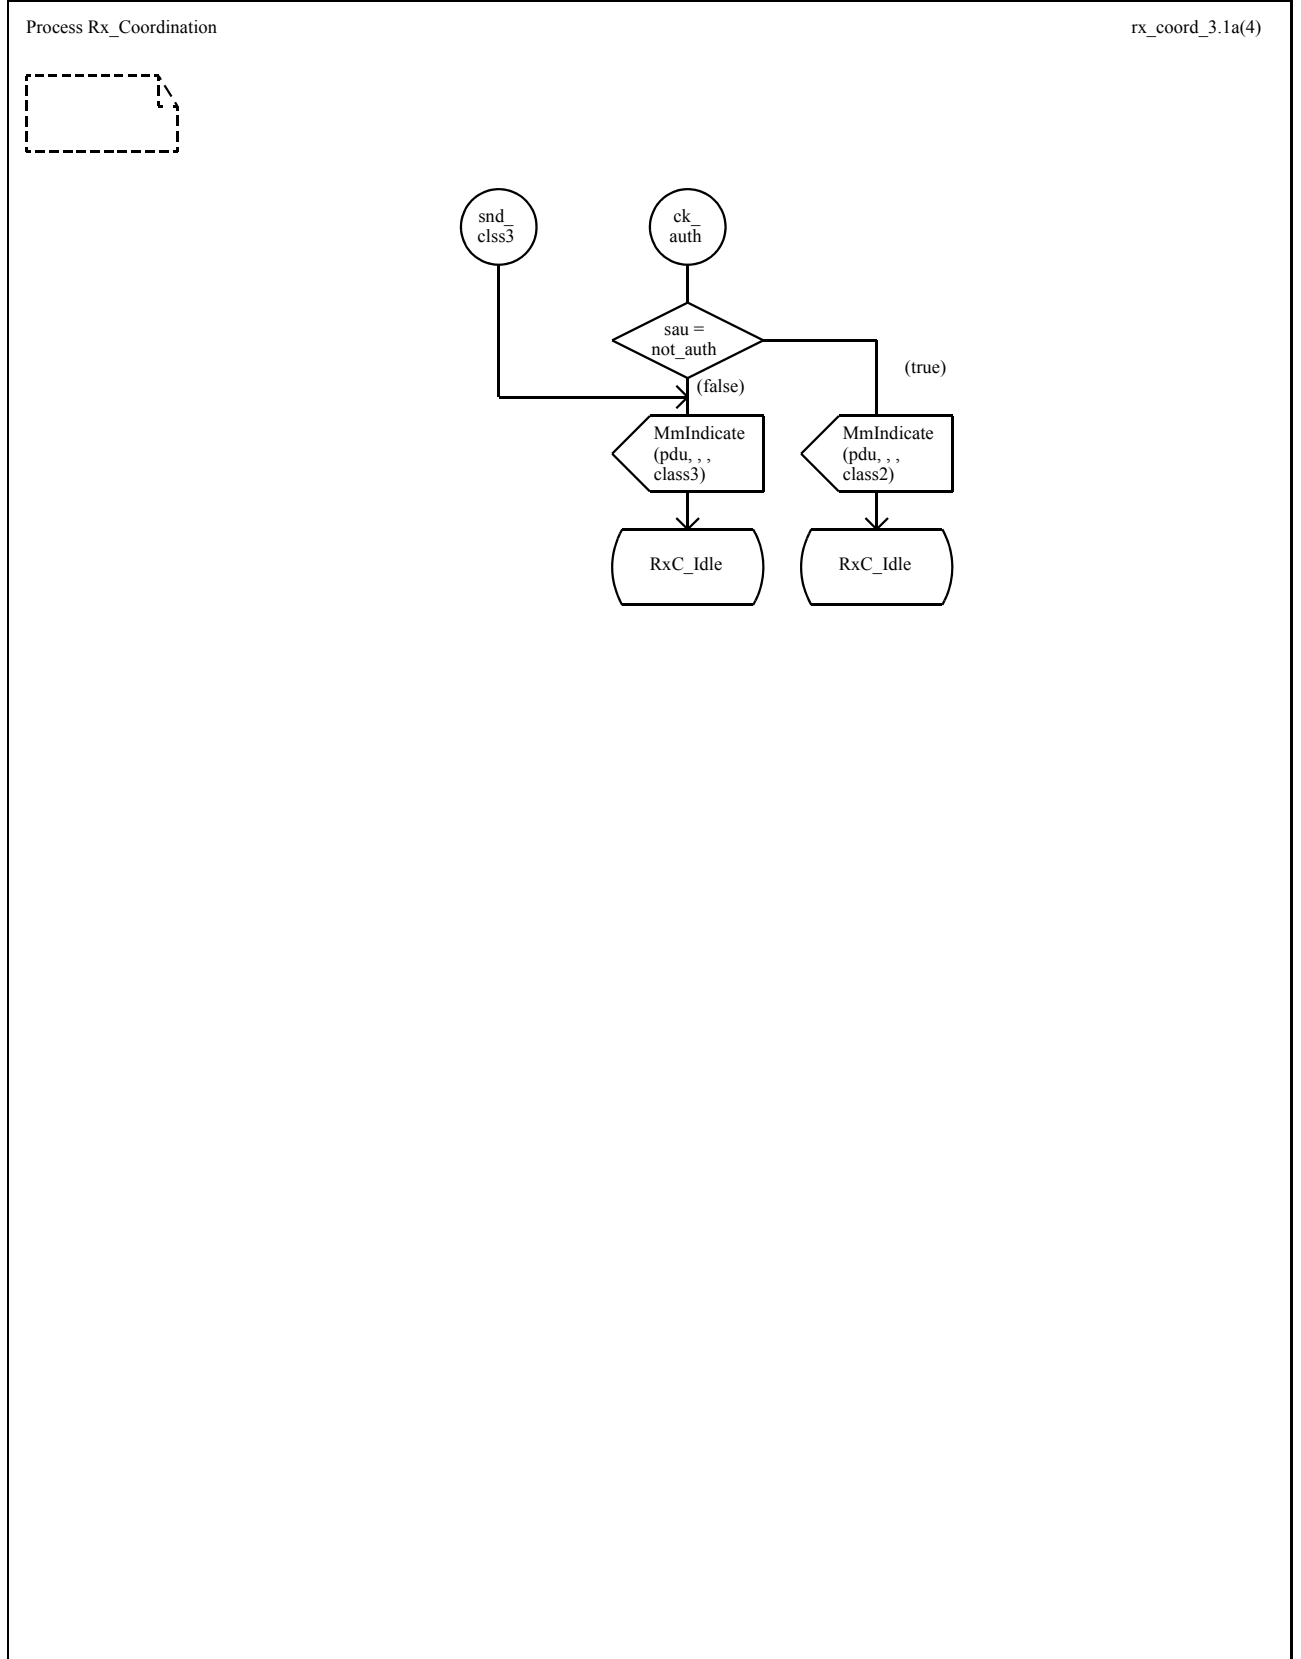 Process Rx_Coordination
rx_coord_3.1a(4)
snd_
clss3
ck_
auth
sau =
not_auth
(true)
(false)
MmIndicate
(pdu, , ,
class3)
MmIndicate
(pdu, , ,
class2)
RxC_Idle
RxC_Idle